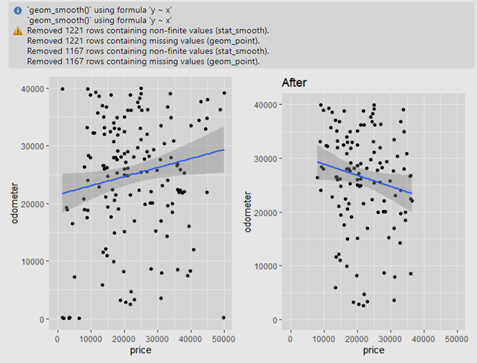 `geom_smooth()` using formula 'y ~ x'
`geom_smooth()` using formula 'y ~ x'
Removed 1221 rows containing non-finite values (stat_smooth).
Removed 1221 rows containing missing values (geom_point).
Removed 1167 rows containing non-finite values (stat_smooth).
Removed 1167 rows containing missing values (geom_point).
After
40000
30000
20000
10000
0
odometer
0
10000
20000
30000
40000
50000
price
40000
30000
20000
10000
0
odometer
0
10000
20000
30000
40000
50000
price